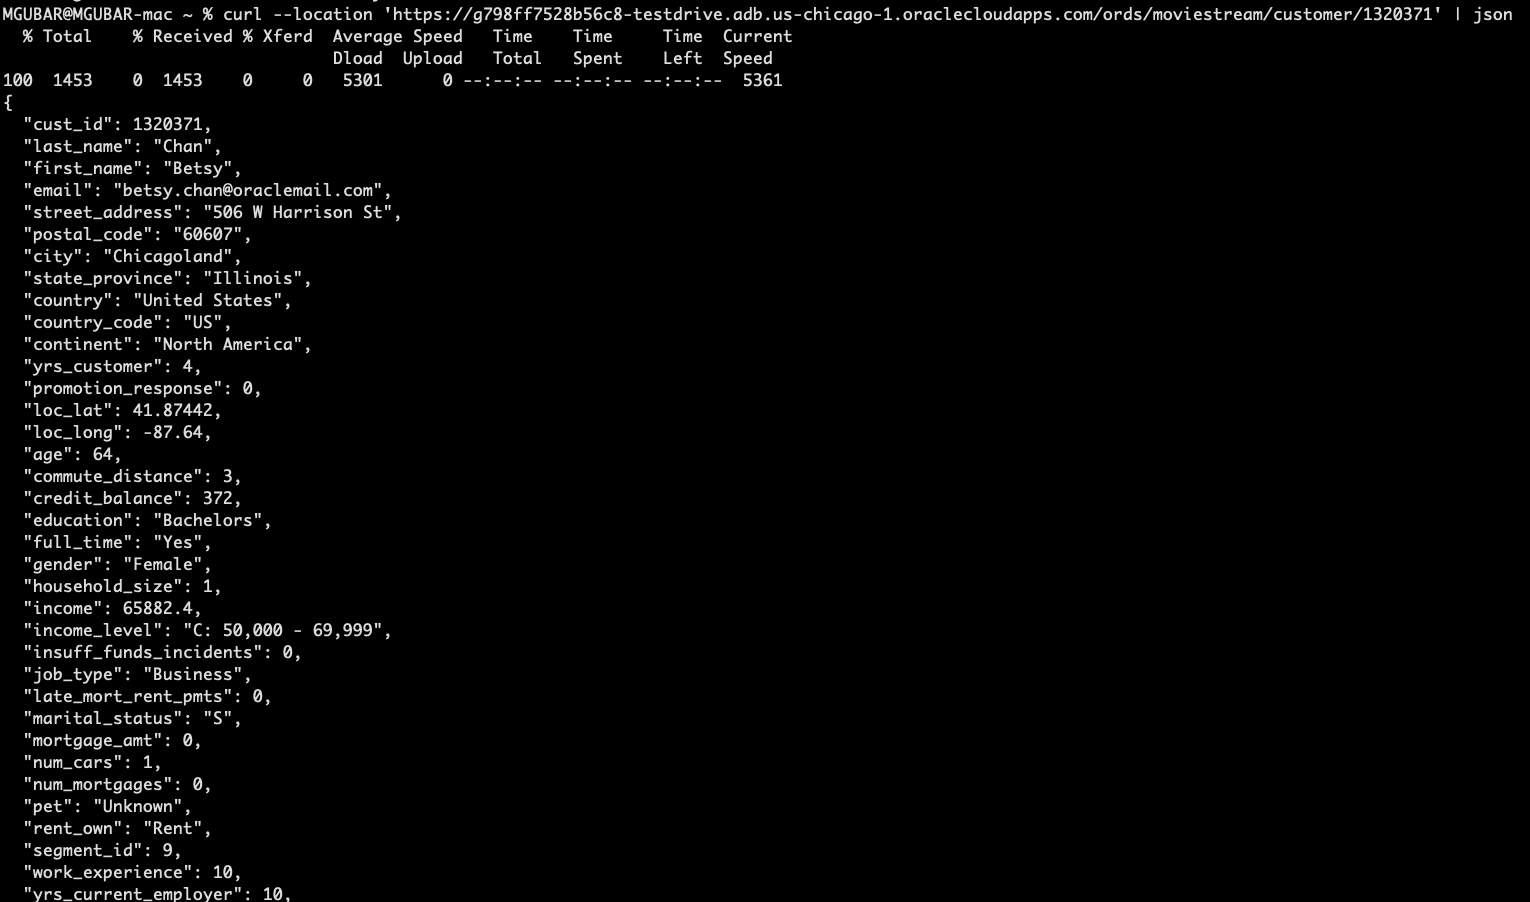 MGUBAR@MGUBAR-mac ~ % curl --location 'https://g798ff7528b56c8-testdrive.adb.us-chicago-1.oraclecloudapps.com/ords/moviestream/customer/1320371' | json
  % Total    % Received % Xferd  Average Speed   Time    Time     Time  Current
                                 Dload  Upload   Total   Spent    Left  Speed
100  1453    0  1453    0     0   5301      0 --:--:-- --:--:-- --:--:--  5361
{
  "cust_id": 1320371,
  "last_name": "Chan",
  "first_name": "Betsy",
  "email": "betsy.chan@oraclemail.com",
  "street_address": "506 W Harrison St",
  "postal_code": "60607",
  "city": "Chicagoland",
  "state_province": "Illinois",
  "country": "United States",
  "country_code": "US",
  "continent": "North America",
  "yrs_customer": 4,
  "promotion_response": 0,
  "loc_lat": 41.87442,
  "loc_long": -87.64,
  "age": 64,
  "commute_distance": 3,
  "credit_balance": 372,
  "education": "Bachelors",
  "full_time": "Yes",
  "gender": "Female",
  "household_size": 1,
  "income": 65882.4,
  "income_level": "C: 50,000 - 69,999",
  "insuff_funds_incidents": 0,
  "job_type": "Business",
  "late_mort_rent_pmts": 0,
  "marital_status": "S",
  "mortgage_amt": 0,
  "num_cars": 1,
  "num_mortgages": 0,
  "pet": "Unknown",
  "rent_own": "Rent",
  "segment_id": 9,
  "work_experience": 10,
  "yrs_current_employer": 10,